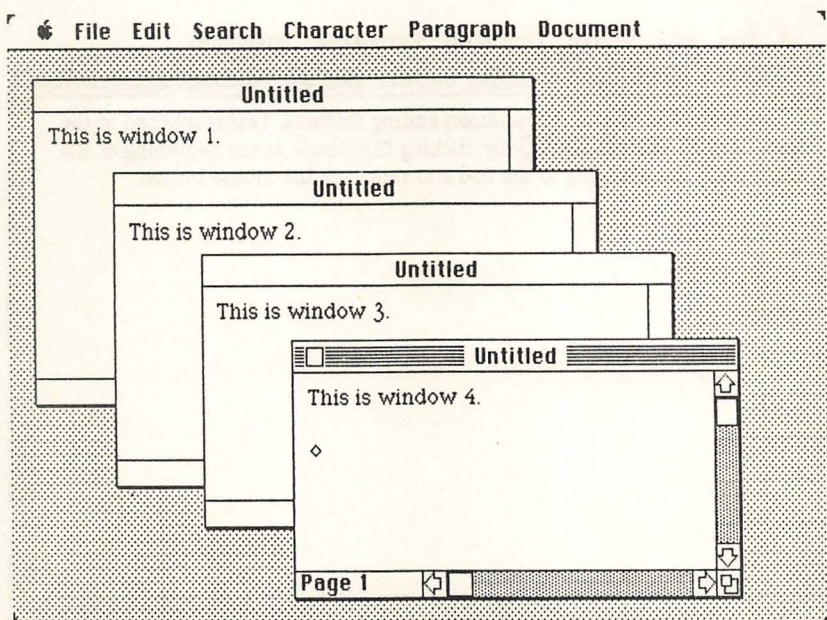 File Edit Search Character Paragraph Document
Untitled
This is window 1.
Untitled
This is window 2.
Untitled
This is window 3.
Untitled
This is window 4.
Page 1